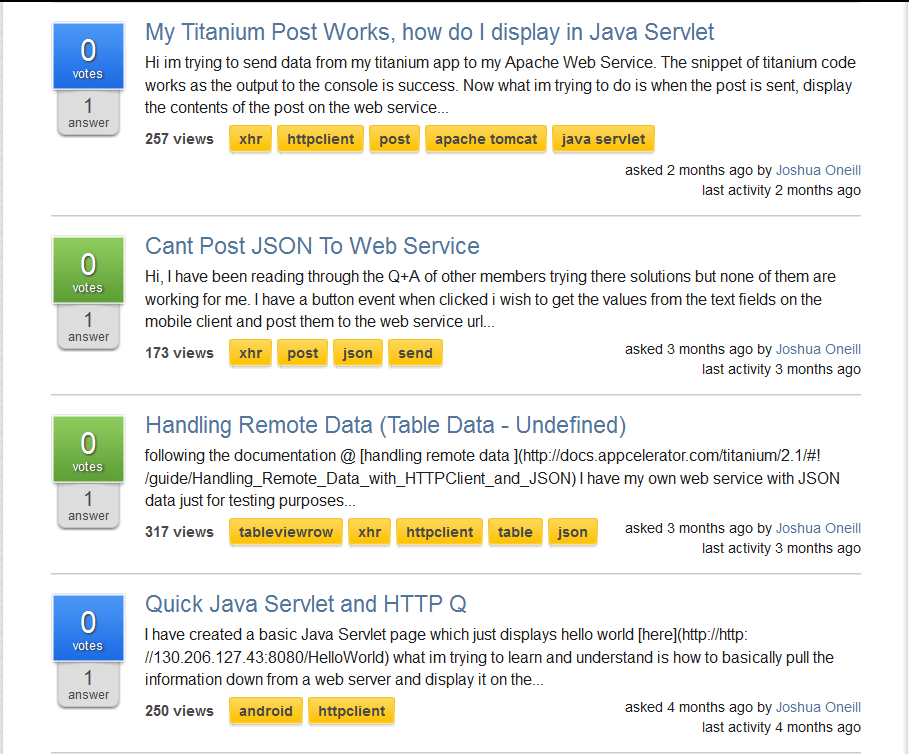 0
votes
1
answer
My Titanium Post Works, how do I display in Java Servlet
Hi im trying to send data from my titanium app to my Apache Web Service. The snippet of titanium code
works as the output to the console is success. Now what im trying to do is when the post is sent, display
the contents of the post on the web service...
257 views xhr httpclient post apache tomcat java servlet
asked 2 months ago by Joshua Oneill
last activity 2 months ago
0
votes
1
answer
Cant Post JSON To Web Service
Hi, I have been reading through the Q+A of other members trying there solutions but none of them are
working for me. I have a button event when clicked i wish to get the values from the text fields on the
mobile client and post them to the web service url...
173 views xhr post json send
asked 3 months ago by Joshua Oneill
last activity 3 months ago
0
votes
1
answer
Handling Remote Data (Table Data - Undefined)
following the documentation @ [handling remote data ](http://docs.appcelerator.com/titanium/2.1/#!
/guide/Handling_Remote_Data_with_HTTPClient_and_JSON) I have my own web service with JSON
data just for testing purposes...
317 views tableviewrow xhr httpclient table json
asked 3 months ago by Joshua Oneill
last activity 3 months ago
0
votes
1
answer
Quick Java Servlet and HTTP Q
I have created a basic Java Servlet page which just displays hello world [here](http://http:
//130.206.127.43:8080/HelloWorld) what im trying to learn and understand is how to basically pull the
information down from a web server and display it on the...
250 views android httpclient
asked 4 months ago by Joshua Oneill
last activity 4 months ago